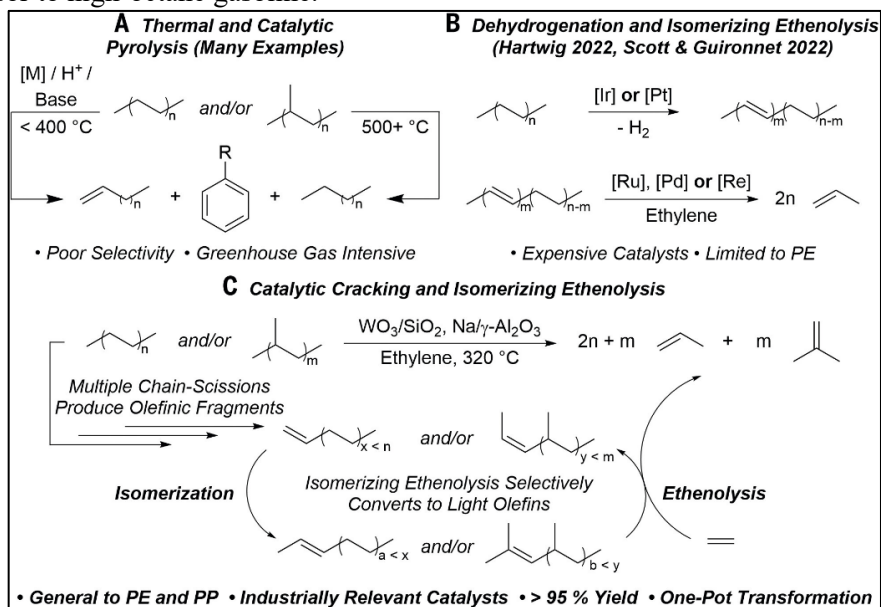 A Thermal and Catalytic
Pyrolysis (Many Examples)
[M] / H+ /
Base
< 400 °C
n
and/or
n
500+ °C
n
+
R
+
n
• Poor Selectivity • Greenhouse Gas Intensive
B Dehydrogenation and Isomerizing Ethenolysis
(Hartwig 2022, Scott & Guironnet 2022)
n
[Ir] or [Pt]
- H2
m
n-m
m
n-m
[Ru], [Pd] or [Re]
Ethylene
2n
• Expensive Catalysts • Limited to PE
C Catalytic Cracking and Isomerizing Ethenolysis
n
and/or
m
WO3/SiO2, Na/γ-Al2O3
Ethylene, 320 °C
2n + m
+
m
Multiple Chain-Scissions
Produce Olefinic Fragments
x < n
and/or
y < m
Isomerization
Isomerizing Ethenolysis Selectively
Converts to Light Olefins
Ethenolysis
a < x
and/or
b < y
• General to PE and PP • Industrially Relevant Catalysts • > 95 % Yield • One-Pot Transformation